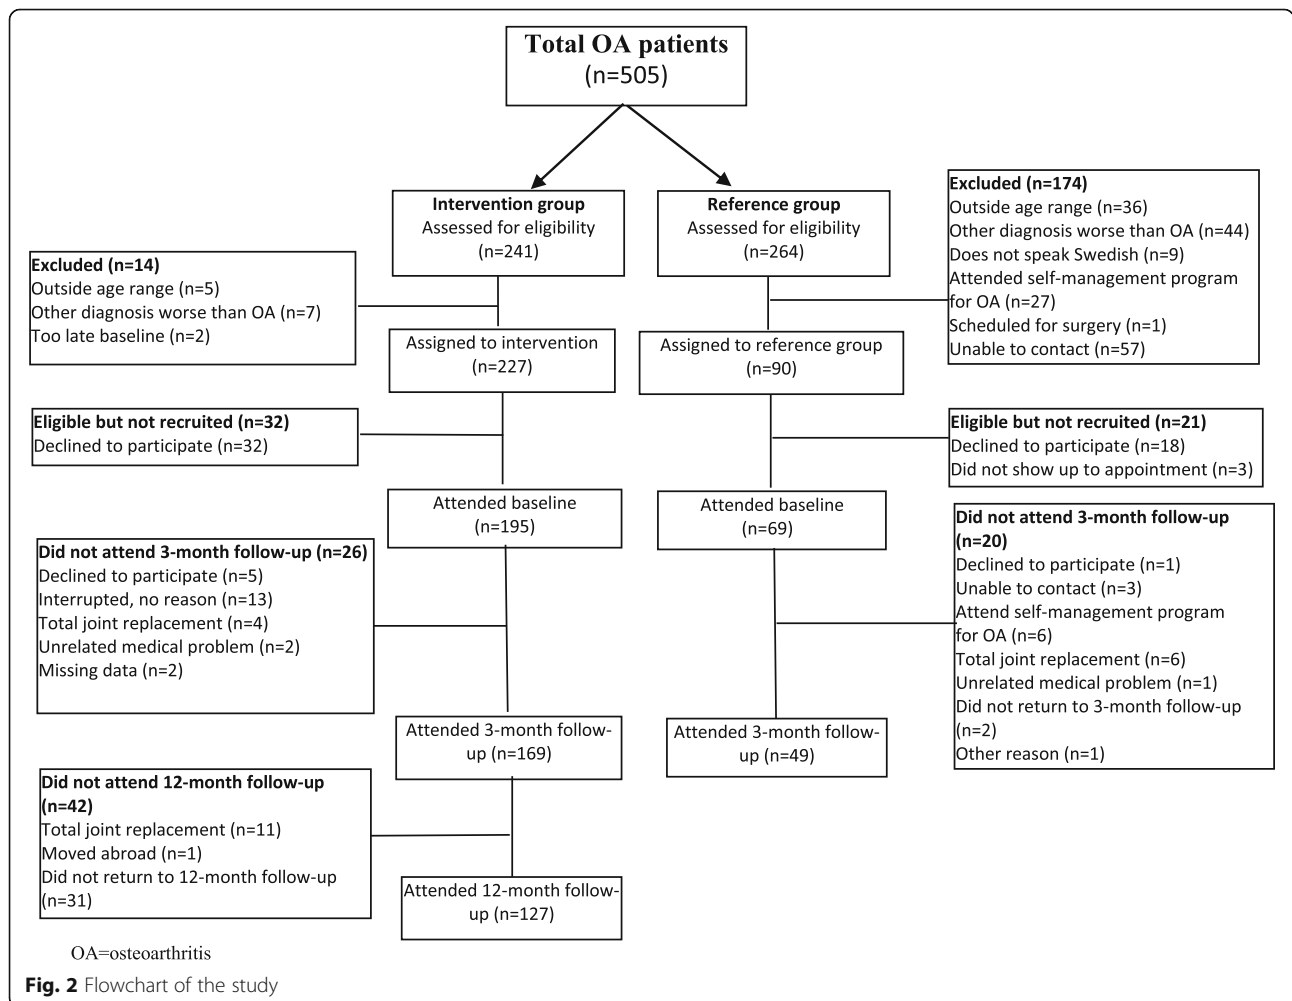 Total OA patients
(n=505)
Intervention group
Assessed for eligibility
(n=241)
Reference group
Assessed for eligibility
(n=264)
Excluded (n=174)
Outside age range (n=36)
Other diagnosis worse than OA (n=44)
Does not speak Swedish (n=9)
Attended self-management program
for OA (n=27)
Scheduled for surgery (n=1)
Unable to contact (n=57)
Excluded (n=14)
Outside age range (n=5)
Other diagnosis worse than OA (n=7)
Too late baseline (n=2)
Assigned to intervention
(n=227)
Assigned to reference group
(n=90)
Eligible but not recruited (n=32)
Declined to participate (n=32)
Eligible but not recruited (n=21)
Declined to participate (n=18)
Did not show up to appointment (n=3)
Attended baseline
(n=195)
Attended baseline
(n=69)
Did not attend 3-month follow-up (n=26)
Declined to participate (n=5)
Interrupted, no reason (n=13)
Total joint replacement (n=4)
Unrelated medical problem (n=2)
Missing data (n=2)
Did not attend 3-month follow-up
(n=20)
Declined to participate (n=1)
Unable to contact (n=3)
Attend self-management program
for OA (n=6)
Total joint replacement (n=6)
Unrelated medical problem (n=1)
Did not return to 3-month follow-up
(n=2)
Other reason (n=1)
Attended 3-month follow-
up (n=169)
Attended 3-month follow-
up (n=49)
Did not attend 12-month follow-up
(n=42)
Total joint replacement (n=11)
Moved abroad (n=1)
Did not return to 12-month follow-up
(n=31)
Attended 12-month follow-
up (n=127)
OA=osteoarthritis
Fig. 2 Flowchart of the study